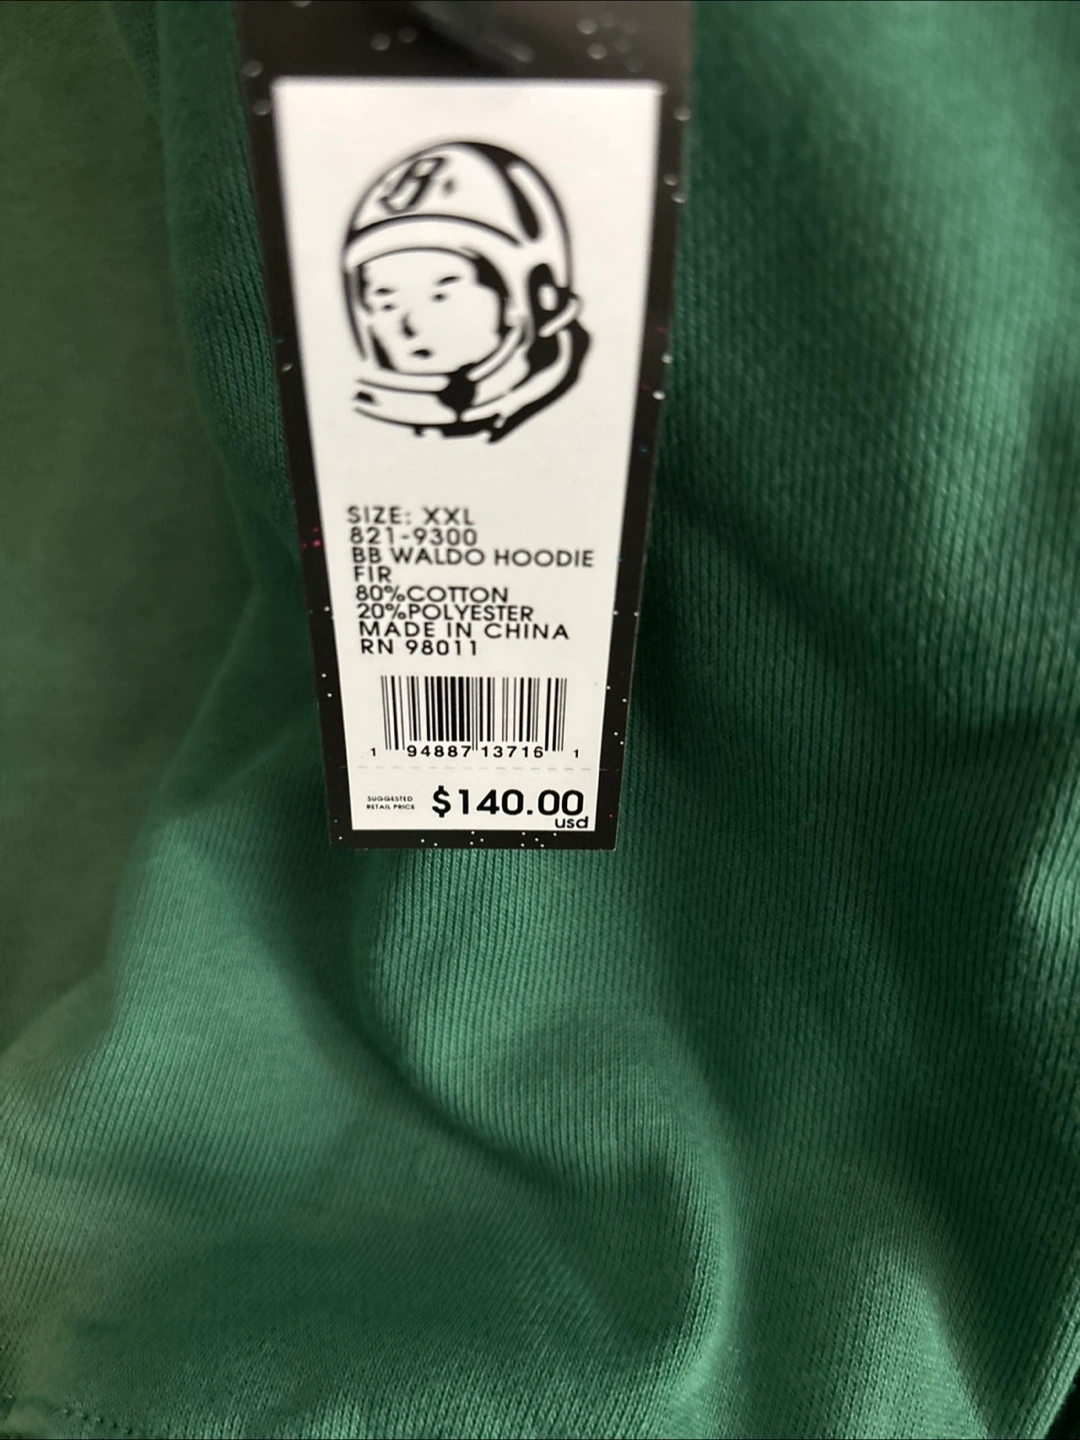 B
SIZE: XXL
821-9300
BB WALDO HOODIE
FIR
80%COTTON
20%POLYESTER
MADE IN CHINA
RN 98011
1 94887 13716 1
SUGGESTED
RETAIL PRICE
$140.00
usd